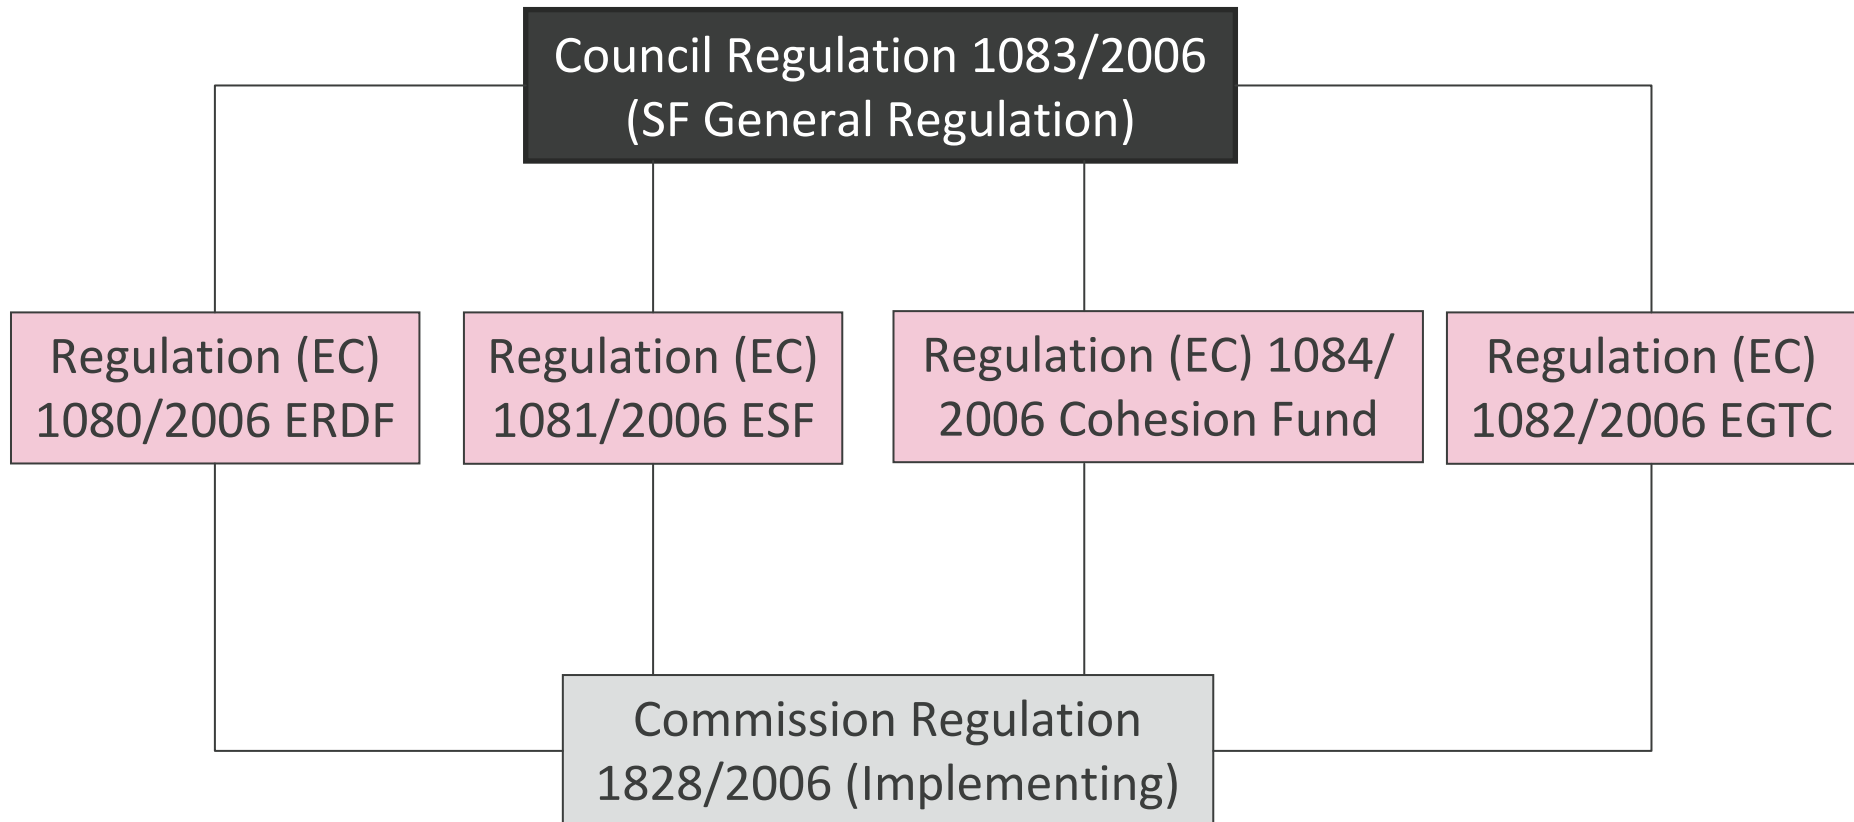 Council Regulation 1083/2006
(SF General Regulation)
Regulation (EC)
1080/2006 ERDF
Regulation (EC)
1081/2006 ESF
Regulation (EC) 1084/
2006 Cohesion Fund
Regulation (EC)
1082/2006 EGTC
Commission Regulation
1828/2006 (Implementing)